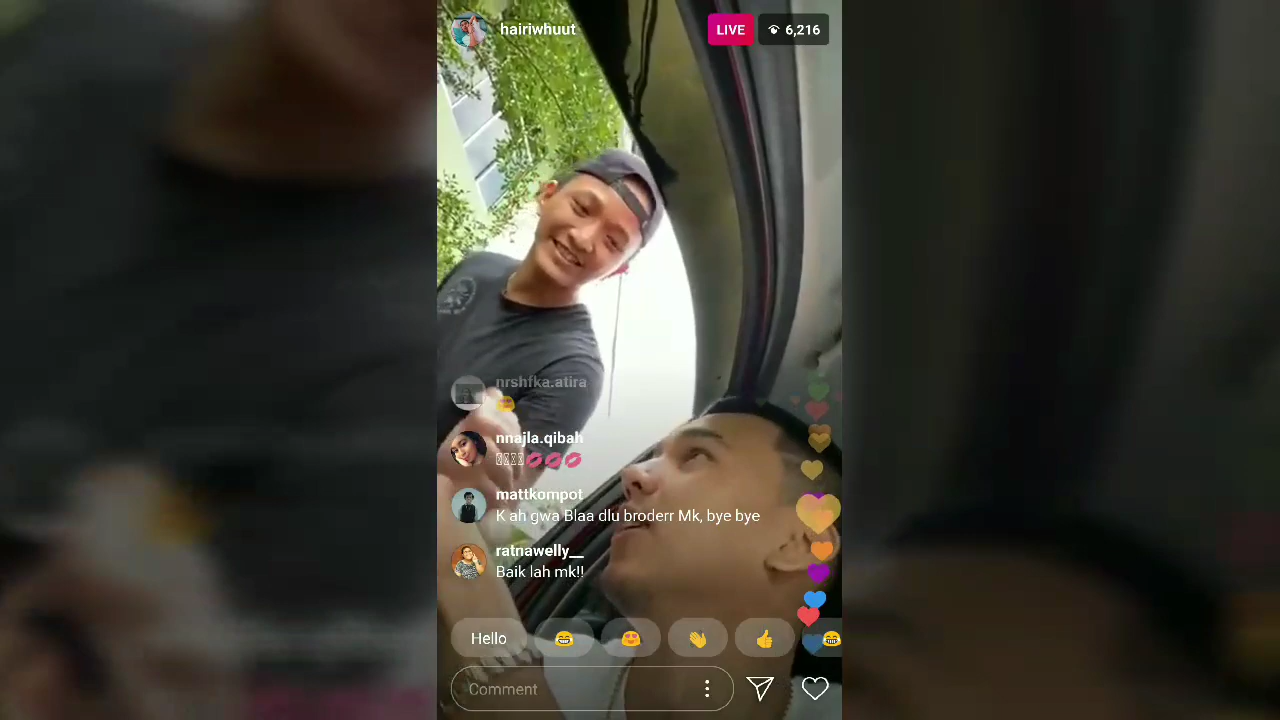 hairiwhuut
LIVE
6,216
nrshfka.atira
nnajla.qibah
mattkompot
K ah gwa Blaa dlu broderr Mk, bye bye
ratnawelly__
Baik lah mk!!
Hello
Comment